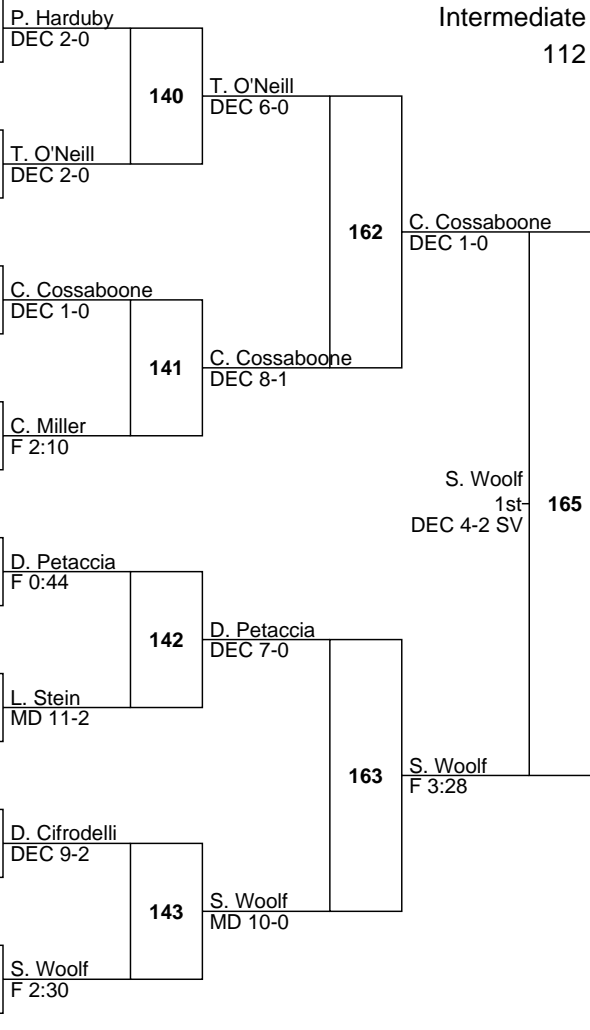 Intermediate
112
P. Harduby
DEC 2-0
140
T. O'Neill
DEC 6-0
T. O'Neill
DEC 2-0
162
C. Cossaboone
DEC 1-0
C. Cossaboone
DEC 1-0
141
C. Cossaboone
DEC 8-1
C. Miller
F 2:10
S. Woolf
1st
DEC 4-2 SV
165
D. Petaccia
F 0:44
142
D. Petaccia
DEC 7-0
L. Stein
MD 11-2
163
S. Woolf
F 3:28
D. Cifrodelli
DEC 9-2
143
S. Woolf
MD 10-0
S. Woolf
F 2:30